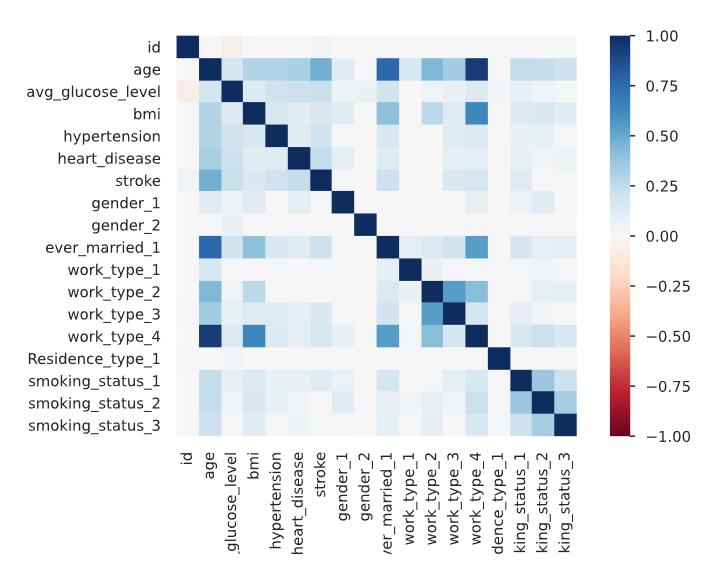 id
age
avg_glucose_level
bmi
hypertension
heart_disease
stroke
gender_1
gender_2
ever_married_1
work_type_1
work_type_2
work_type_3
work_type_4
Residence_type_1
smoking_status_1
smoking_status_2
smoking_status_3
id
age
_glucose_level
bmi
hypertension
heart_disease
stroke
gender_1
gender_2
ver_married_1
work_type_1
work_type_2
work_type_3
work_type_4
dence_type_1
king_status_1
king_status_2
king_status_3
1.00
0.75
0.50
0.25
0.00
−0.25
−0.50
−0.75
−1.00